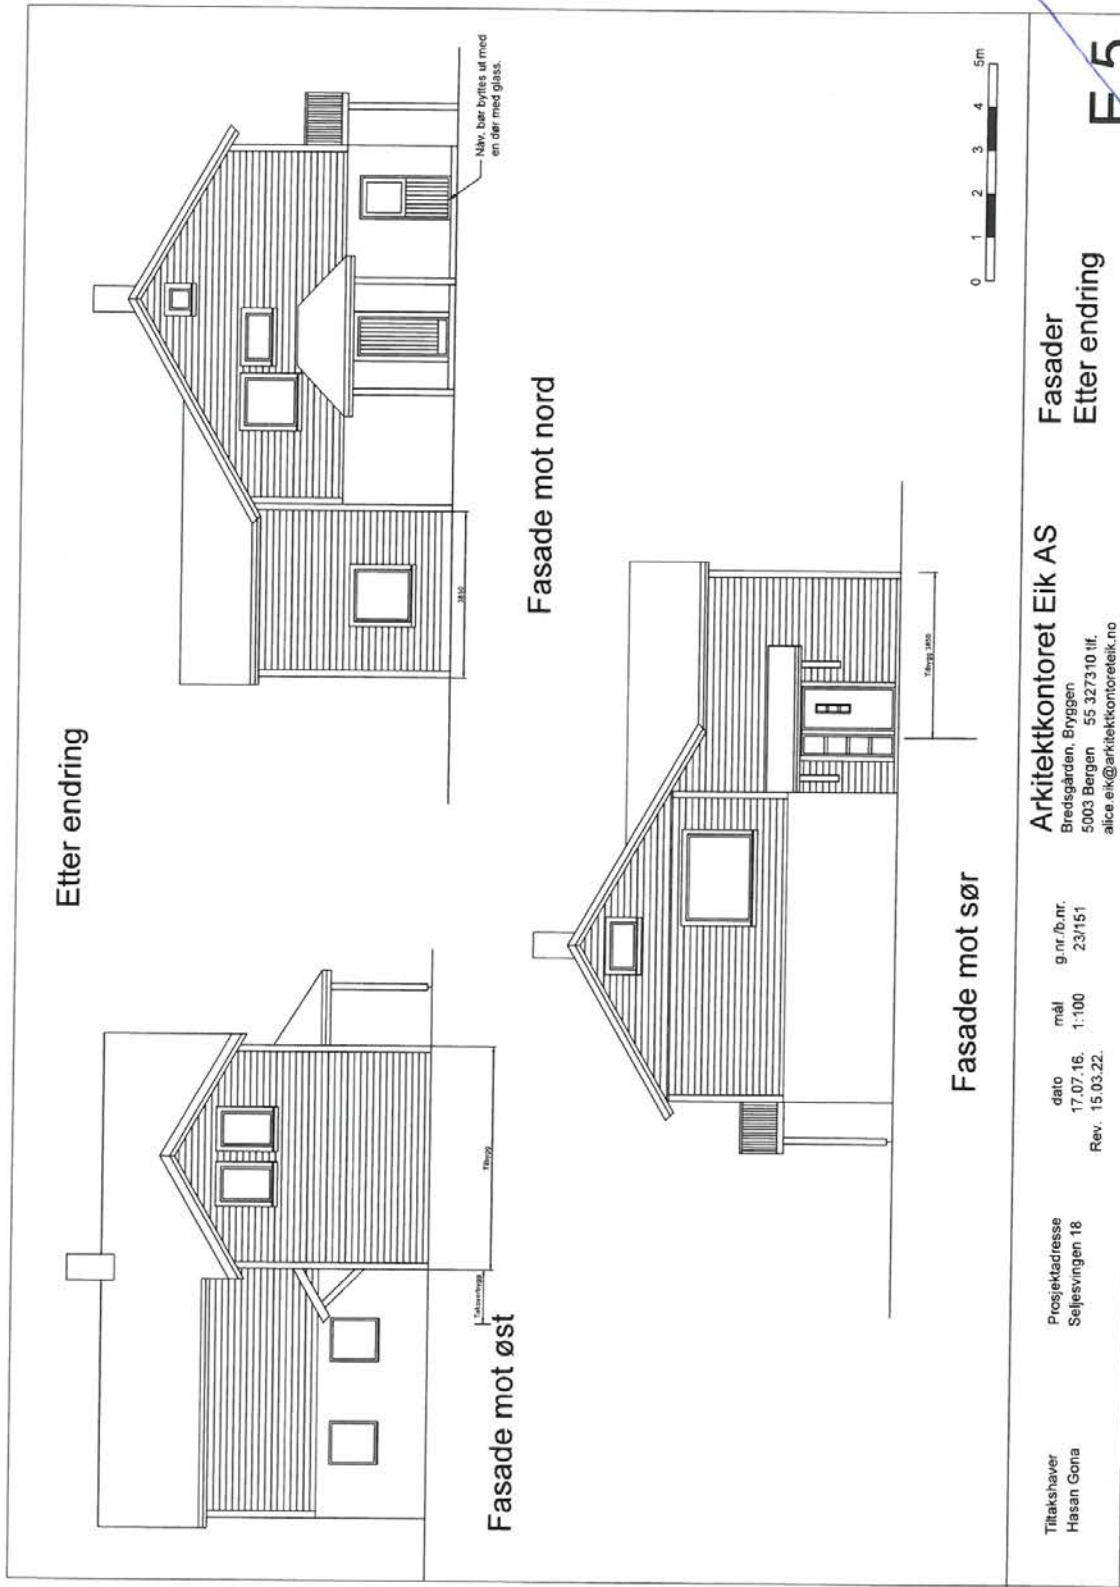 Etter endring
Nåv. bør byttes ut med
en dør med glass.
3850
Fasade mot nord
Tilbygg
Takoverbygg
Fasade mot øst
Tilbygg 3850
Fasade mot sør
0 1 2 3 4 5m
Tiltakshaver
Hasan Gona
Prosjektadresse
Seljesvingen 18
dato
17.07.16.
Rev. 15.03.22.
mål
1:100
g.nr./b.nr.
23/151
Arkitektkontoret Eik AS
Bredsgården, Bryggen
5003 Bergen 55 327310 tlf.
alice.eik@arkitektkontoreteik.no
Fasader
Etter endring
E 5